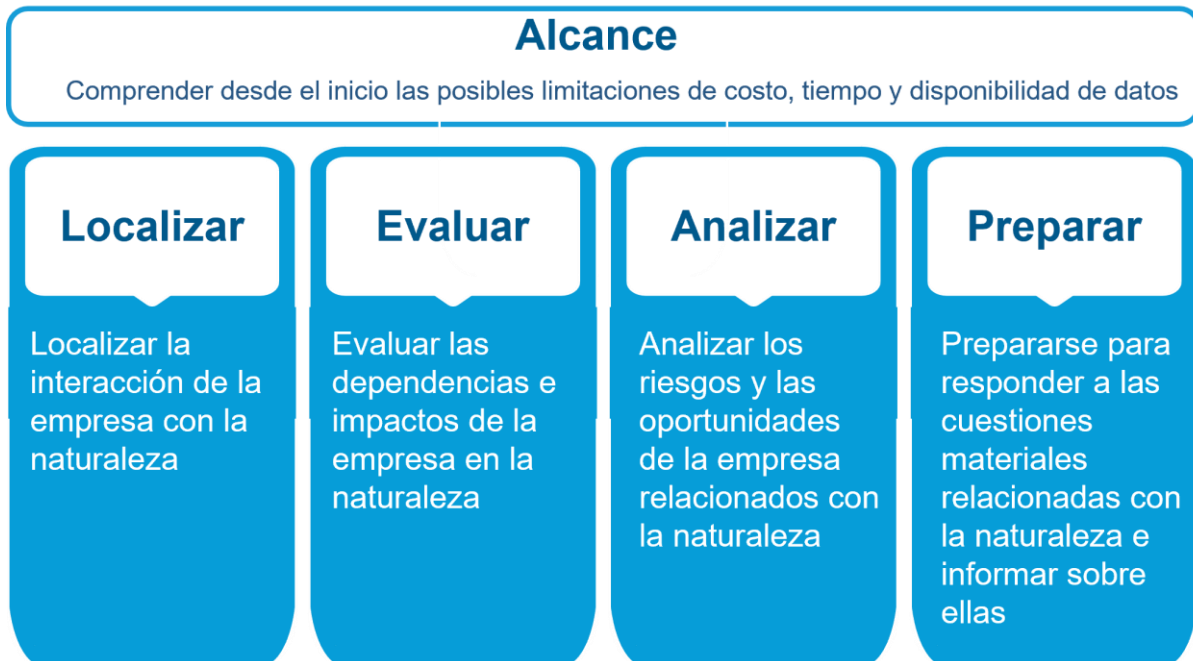 Alcance
Comprender desde el inicio las posibles limitaciones de costo, tiempo y disponibilidad de datos
Localizar
Localizar la
interacción de la
empresa con la
naturaleza
Evaluar
Evaluar las
dependencias e
impactos de la
empresa en la
naturaleza
Analizar
Analizar los
riesgos y las
oportunidades
de la empresa
relacionados con
la naturaleza
Preparar
Prepararse para
responder a las
cuestiones
materiales
relacionadas con
la naturaleza e
informar sobre
ellas